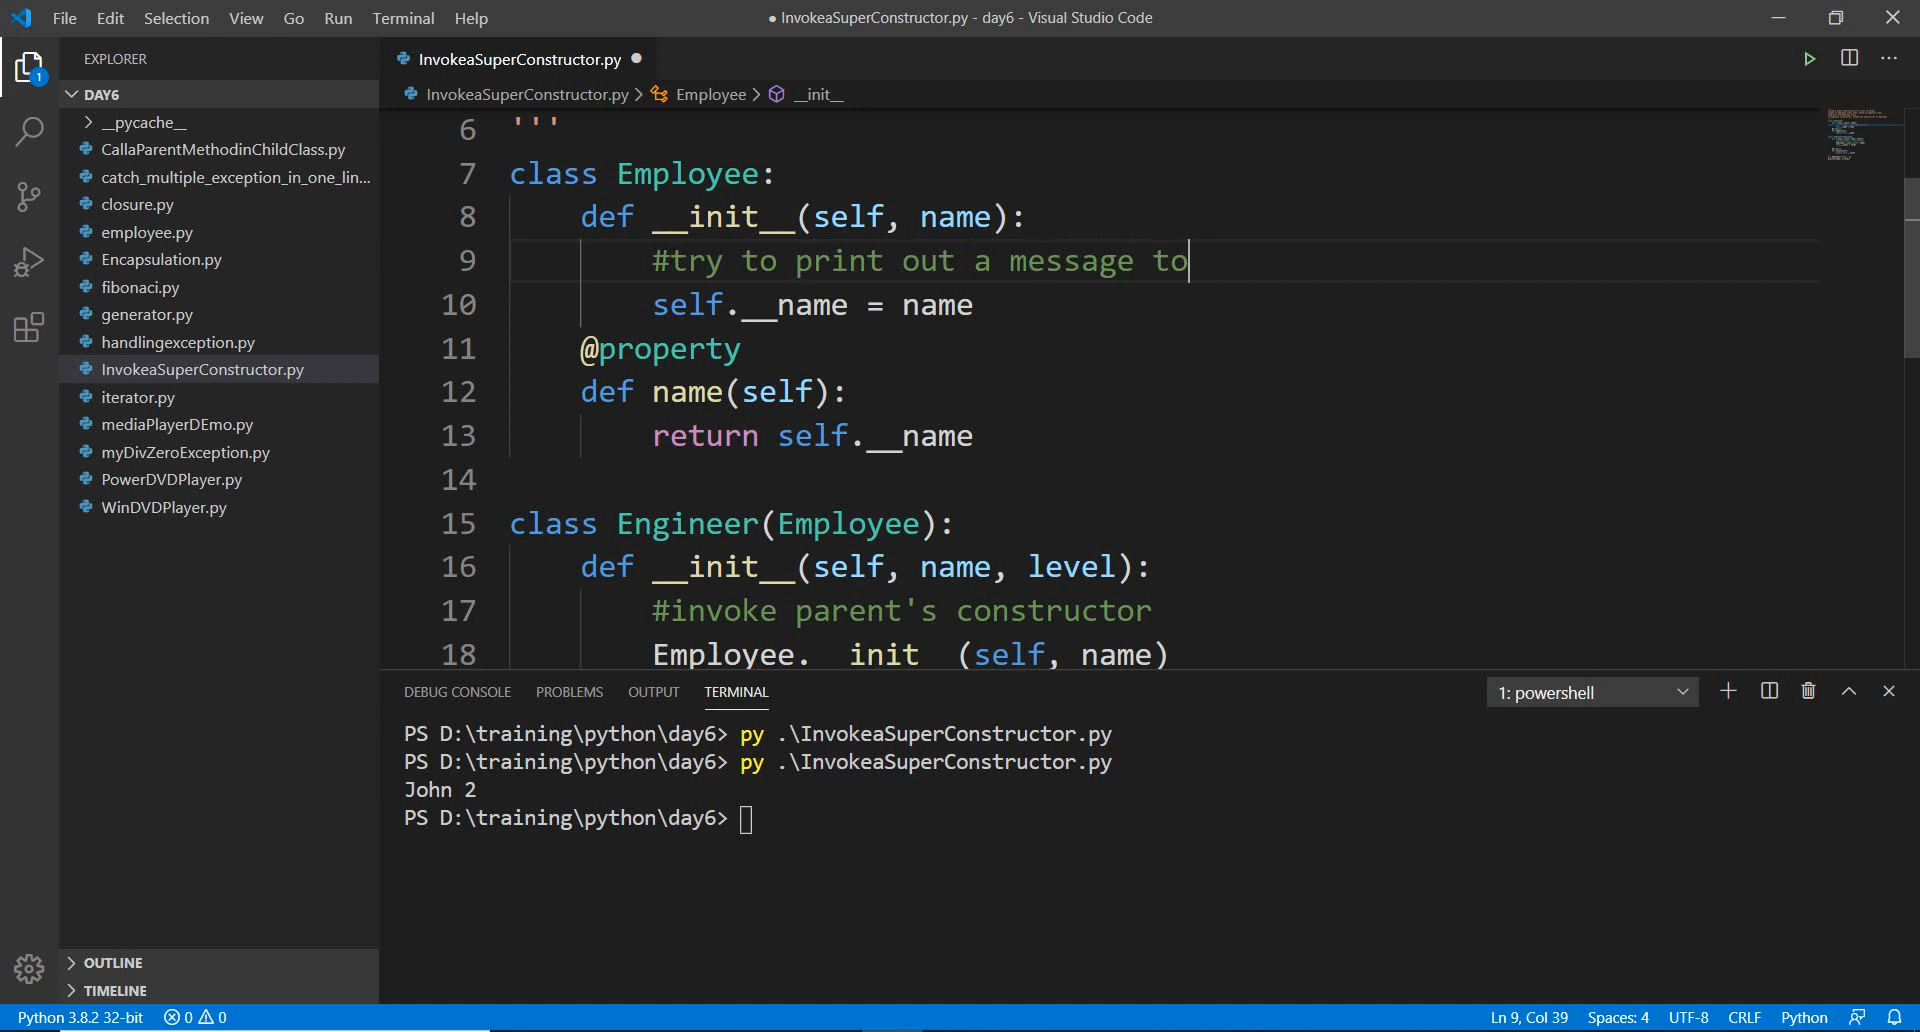 File Edit Selection View Go Run Terminal Help
● InvokeaSuperConstructor.py - day6 - Visual Studio Code
1
EXPLORER
DAY6
__pycache__
CallaParentMethodinChildClass.py
catch_multiple_exception_in_one_lin...
closure.py
employee.py
Encapsulation.py
fibonaci.py
generator.py
handlingexception.py
InvokeaSuperConstructor.py
iterator.py
mediaPlayerDEmo.py
myDivZeroException.py
PowerDVDPlayer.py
WinDVDPlayer.py
OUTLINE
TIMELINE
InvokeaSuperConstructor.py ●
InvokeaSuperConstructor.py > Employee > __init__
6 '''
7 class Employee:
8 def __init__(self, name):
9 #try to print out a message to
10 self.__name = name
11 @property
12 def name(self):
13 return self.__name
14
15 class Engineer(Employee):
16 def __init__(self, name, level):
17 #invoke parent's constructor
18 Employee.__init__(self, name)
DEBUG CONSOLE PROBLEMS OUTPUT TERMINAL
1: powershell
PS D:\training\python\day6> py .\InvokeaSuperConstructor.py
PS D:\training\python\day6> py .\InvokeaSuperConstructor.py
John 2
PS D:\training\python\day6>
Python 3.8.2 32-bit 0 0
Ln 9, Col 39 Spaces: 4 UTF-8 CRLF Python